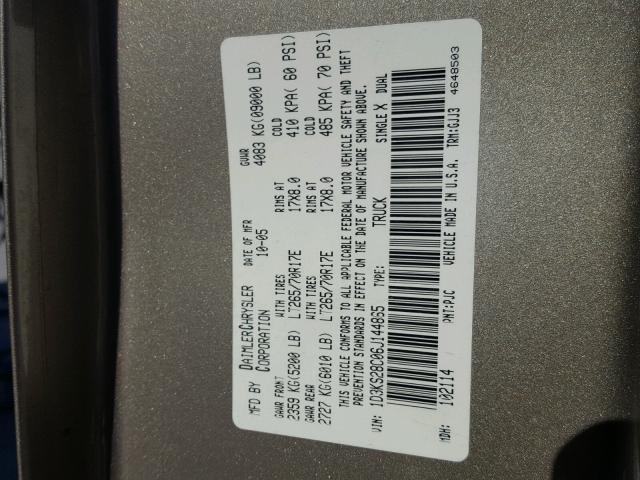 MFD BY DAIMLERCHRYSLER CORPORATION DATE OF MFR 10-05 GVWR 4083 KG(09000 LB)
GAWR FRONT WITH TIRES RIMS AT COLD
2359 KG(5200 LB) LT265/70R17E 17X8.0 410 KPA( 60 PSI)
GAWR REAR WITH TIRES RIMS AT COLD
2727 KG(6010 LB) LT265/70R17E 17X8.0 485 KPA( 70 PSI)
THIS VEHICLE CONFORMS TO ALL APPLICABLE FEDERAL MOTOR VEHICLE SAFETY AND THEFT
PREVENTION STANDARDS IN EFFECT ON THE DATE OF MANUFACTURE SHOWN ABOVE.
VIN: 1D3KS28C06J144895 TYPE: TRUCK SINGLE X DUAL
MDH: 102114 PNT:PJC VEHICLE MADE IN U.S.A. TRM:GJJ3
4648503